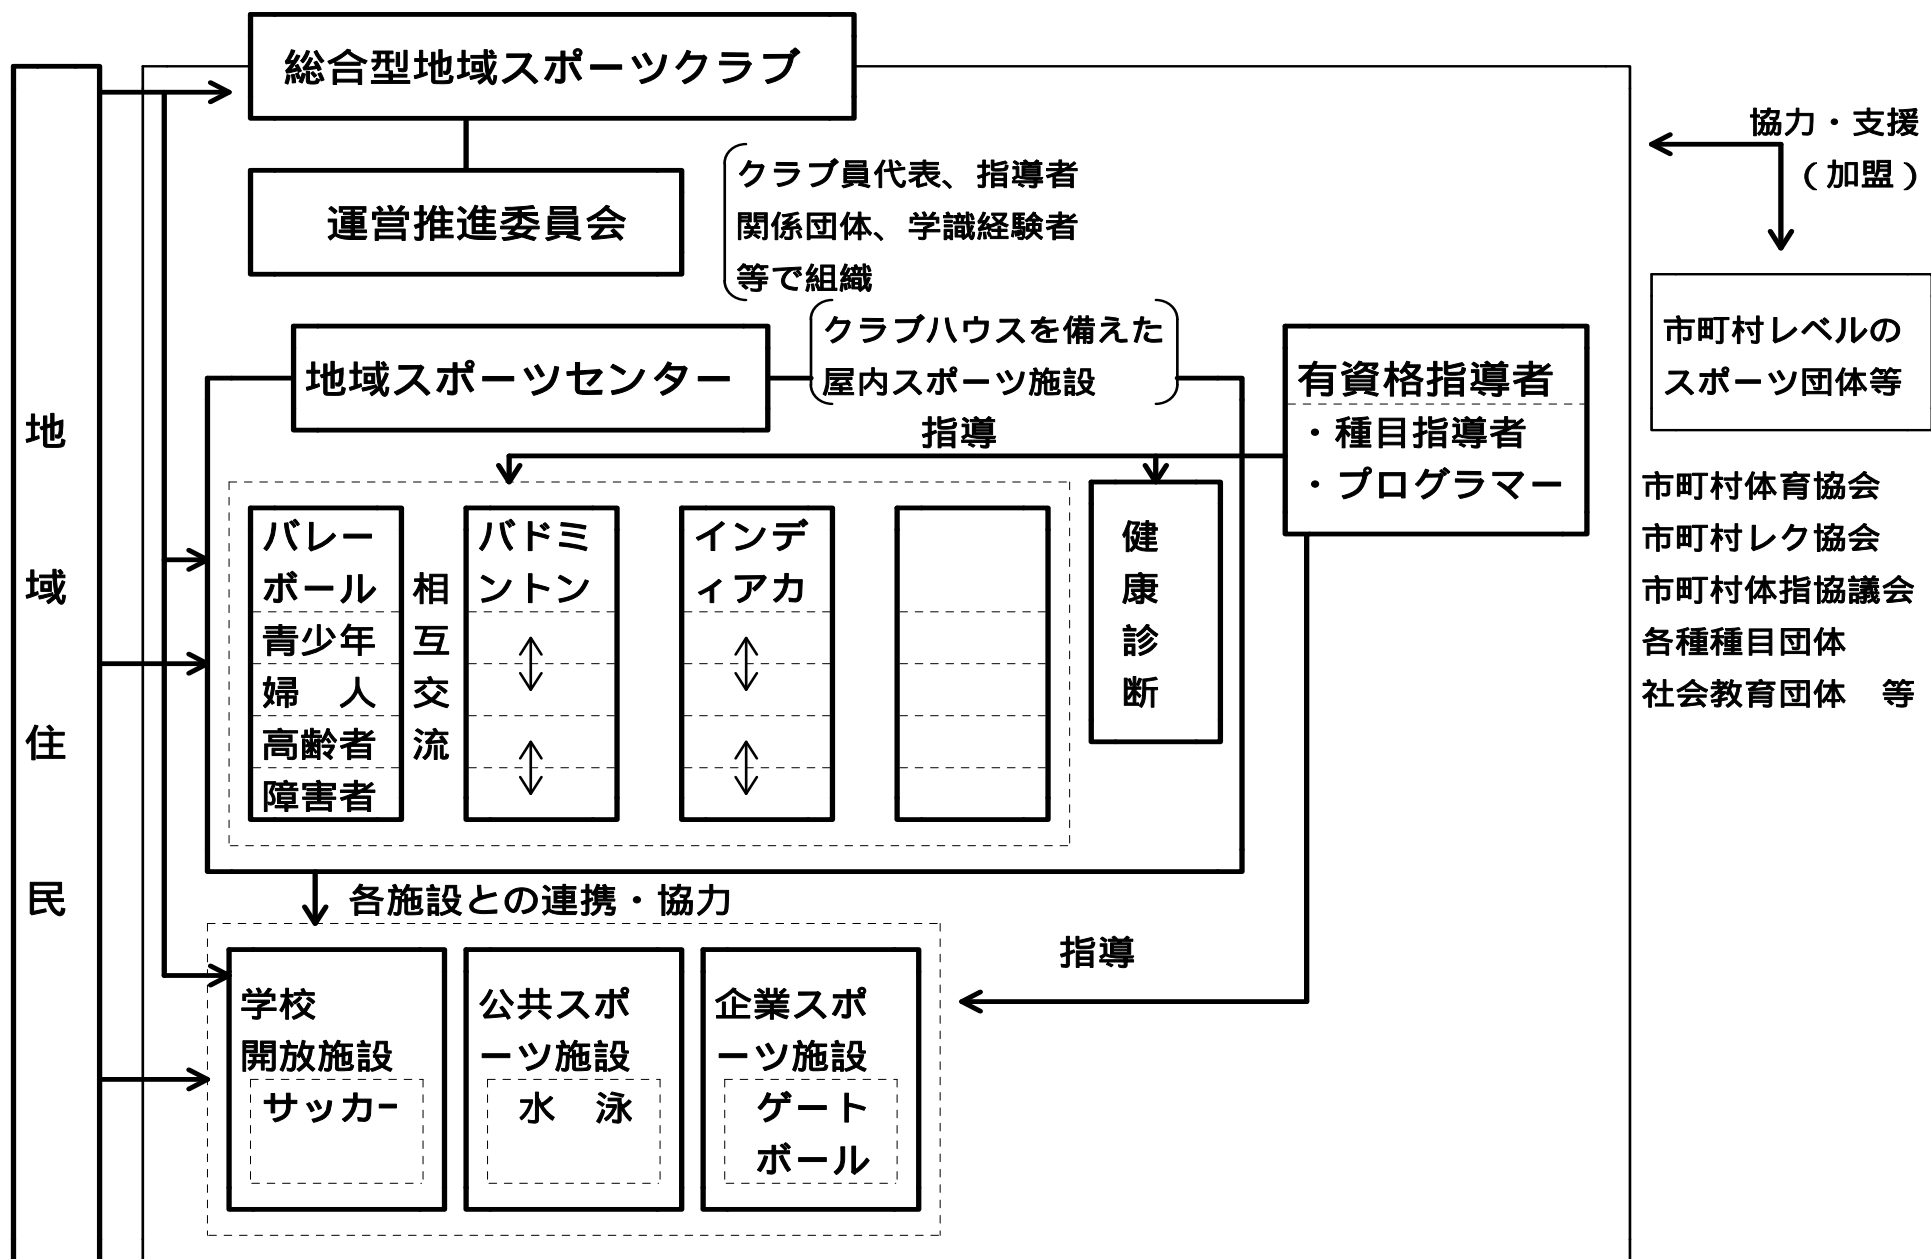 総合型地域スポーツクラブ
協力・支援
(加盟)
運営推進委員会
クラブ員代表、指導者
関係団体、学識経験者
等で組織
地域スポーツセンター
クラブハウスを備えた
屋内スポーツ施設
有資格指導者
・種目指導者
・プログラマー
市町村レベルの
スポーツ団体等
市町村体育協会
市町村レク協会
市町村体指協議会
各種種目団体
社会教育団体　等
地域住民
指導
バレー
ボール
青少年
婦　人
高齢者
障害者
相互交流
バドミ
ントン
インデ
ィアカ
健康診断
各施設との連携・協力
指導
学校
開放施設
サッカー
公共スポ
ーツ施設
水　泳
企業スポ
ーツ施設
ゲート
ボール